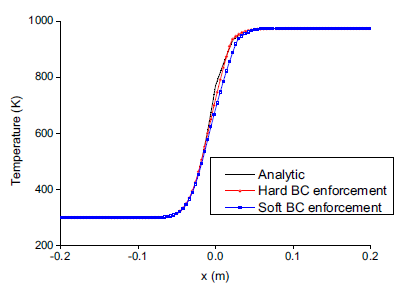 Temperature (K)
1000
800
600
400
200
Analytic
Hard BC enforcement
Soft BC enforcement
-0.2 -0.1 0.0 0.1 0.2
x (m)